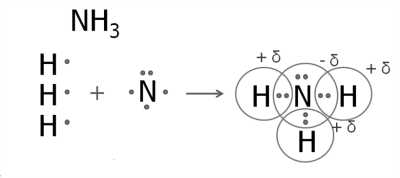 NH₃
+ δ - δ + δ
H
H + N → H N H
H + δ
H